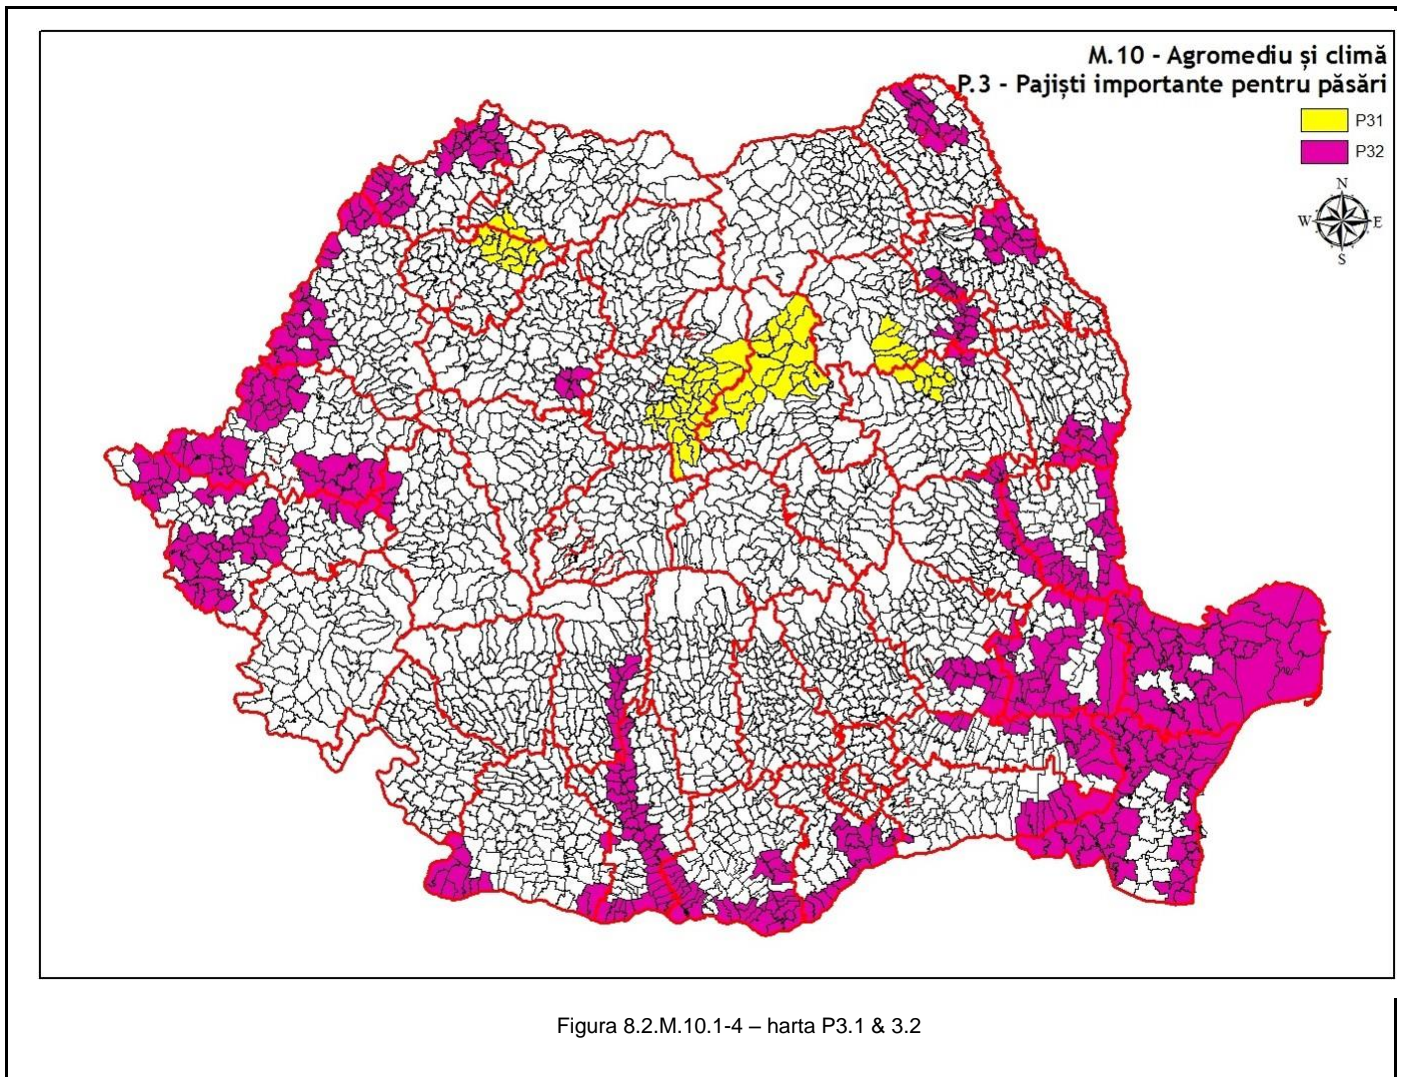 M.10 - Agromediu și climă
P.3 - Pajiști importante pentru păsări
P31
P32
N
W E
S
Figura 8.2.M.10.1-4 – harta P3.1 & 3.2